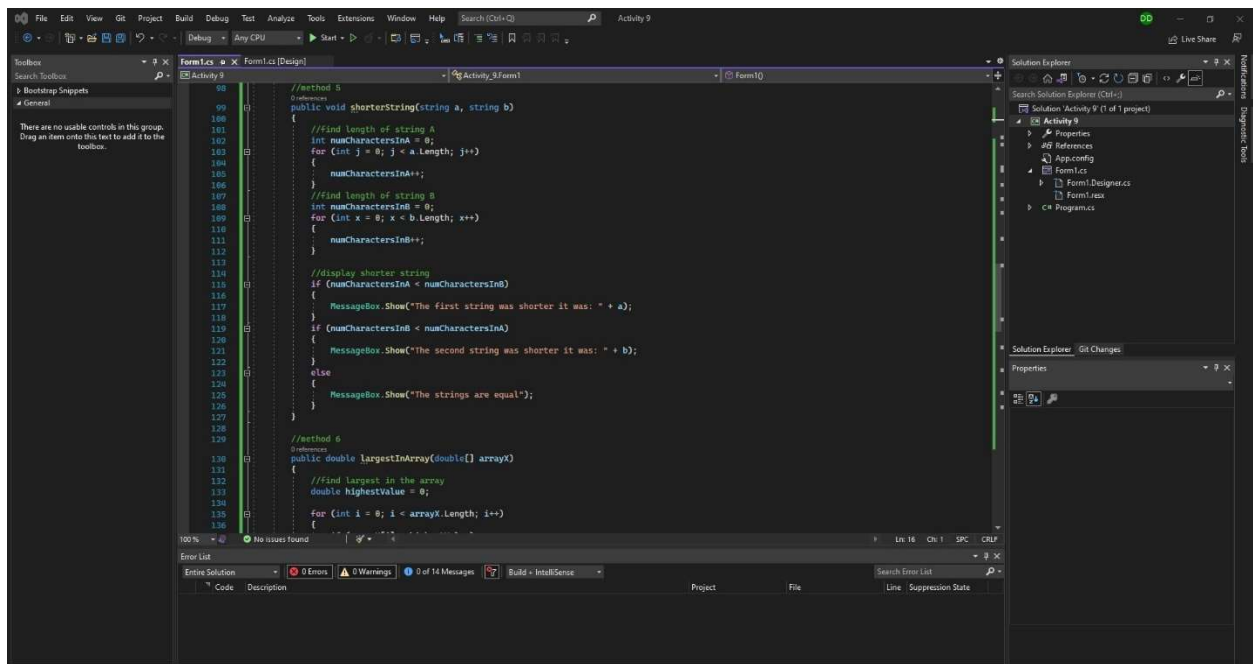 File Edit View Git Project Build Debug Test Analyze Tools Extensions Window Help Search (Ctrl+Q) Activity 9 DD
Debug Any CPU Start Live Share
Toolbox
Search Toolbox
Bootstrap Snippets
General
There are no usable controls in this group.
Drag an item onto this text to add it to the
toolbox.
Form1.cs Form1.cs [Design]
Activity 9 Activity_9.Form1 Form1()
98 //method 5
0 references
99 public void shorterString(string a, string b)
100 {
101 //find length of string A
102 int numCharactersInA = 0;
103 for (int j = 0; j < a.Length; j++)
104 {
105 numCharactersInA++;
106 }
107 //find length of string B
108 int numCharactersInB = 0;
109 for (int x = 0; x < b.Length; x++)
110 {
111 numCharactersInB++;
112 }
113
114 //display shorter string
115 if (numCharactersInA < numCharactersInB)
116 {
117 MessageBox.Show("The first string was shorter it was: " + a);
118 }
119 if (numCharactersInB < numCharactersInA)
120 {
121 MessageBox.Show("The second string was shorter it was: " + b);
122 }
123 else
124 {
125 MessageBox.Show("The strings are equal");
126 }
127 }
128
129 //method 6
0 references
130 public double largestInArray(double[] arrayX)
131 {
132 //find largest in the array
133 double highestValue = 0;
134
135 for (int i = 0; i < arrayX.Length; i++)
136 {
100 % No issues found Ln: 16 Ch: 1 SPC CRLF
Error List
Entire Solution 0 Errors 0 Warnings 0 of 14 Messages Build + IntelliSense Search Error List
Code Description Project File Line Suppression State
Solution Explorer
Search Solution Explorer (Ctrl+;)
Solution 'Activity 9' (1 of 1 project)
Activity 9
Properties
References
App.config
Form1.cs
Form1.Designer.cs
Form1.resx
C# Program.cs
Solution Explorer Git Changes
Properties
Notifications
Diagnostic Tools